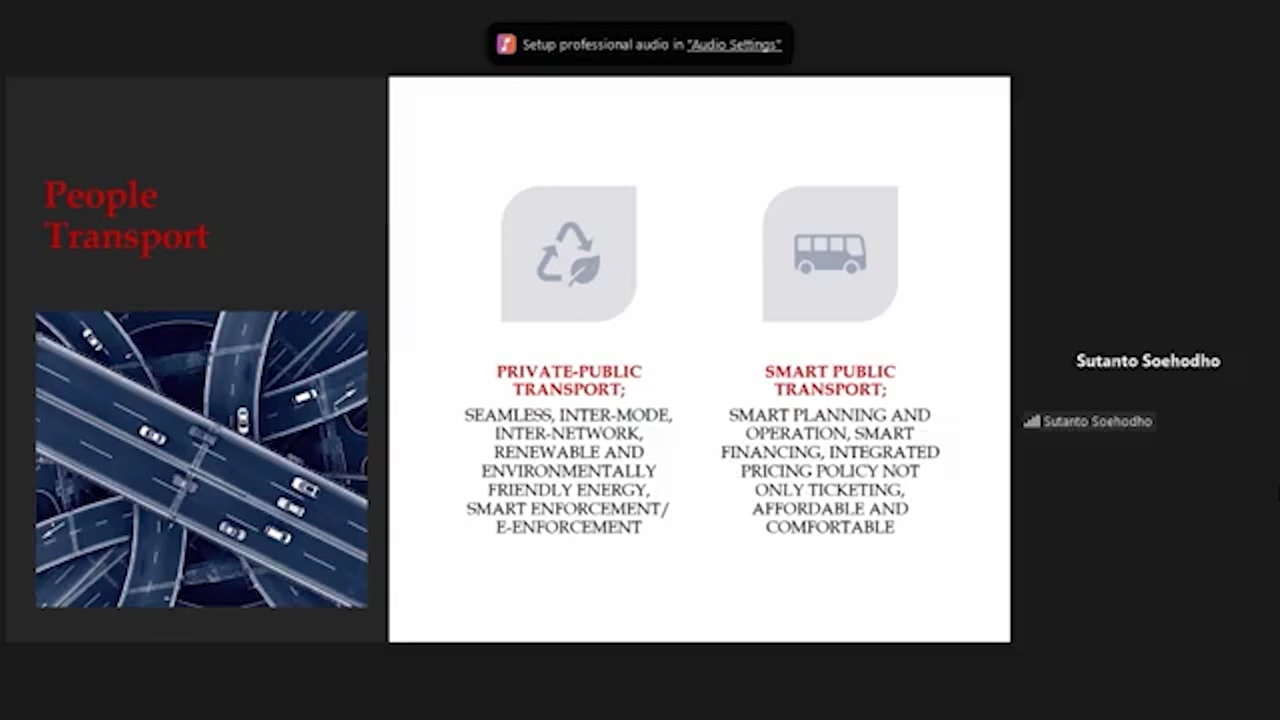 Setup professional audio in "Audio Settings"
People
Transport
PRIVATE-PUBLIC
TRANSPORT;
SEAMLESS, INTER-MODE,
INTER-NETWORK,
RENEWABLE AND
ENVIRONMENTALLY
FRIENDLY ENERGY,
SMART ENFORCEMENT/
E-ENFORCEMENT
SMART PUBLIC
TRANSPORT;
SMART PLANNING AND
OPERATION, SMART
FINANCING, INTEGRATED
PRICING POLICY NOT
ONLY TICKETING,
AFFORDABLE AND
COMFORTABLE
Sutanto Soehodho
Sutanto Soehodho